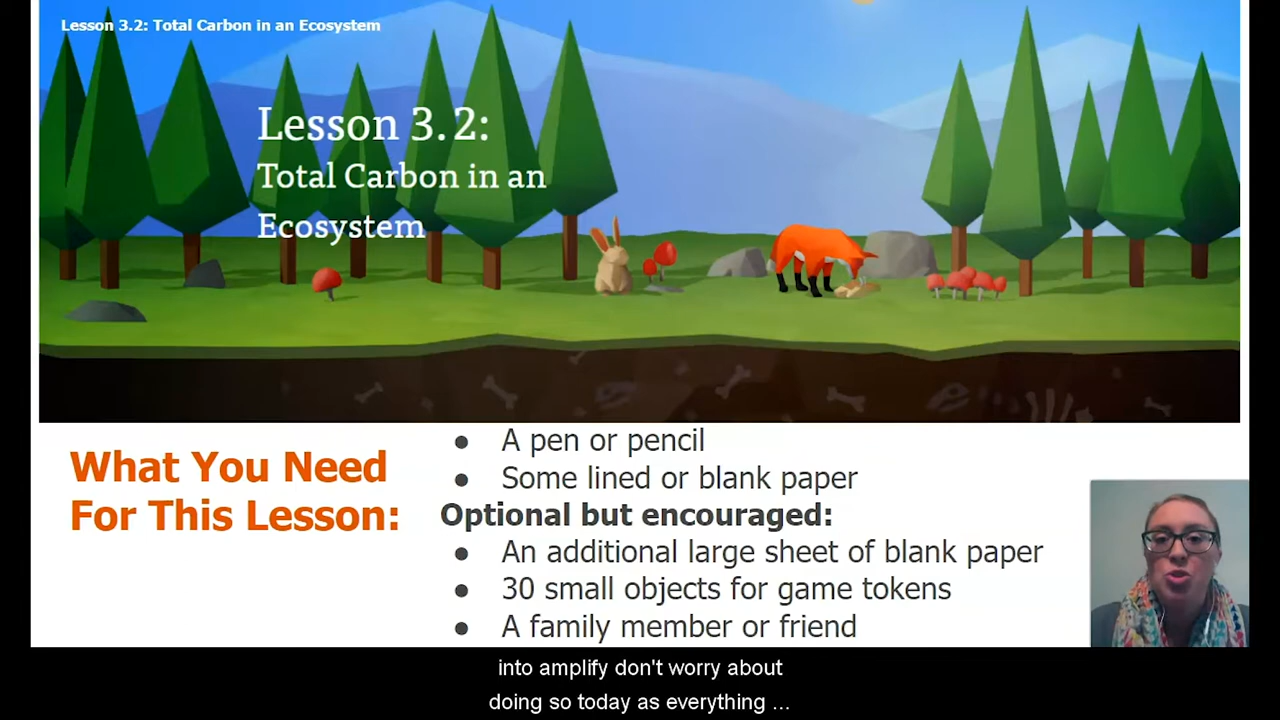 Lesson 3.2: Total Carbon in an Ecosystem
Lesson 3.2:
Total Carbon in an
Ecosystem
What You Need
For This Lesson:
● A pen or pencil
● Some lined or blank paper
Optional but encouraged:
● An additional large sheet of blank paper
● 30 small objects for game tokens
● A family member or friend
into amplify don't worry about
doing so today as everything ...